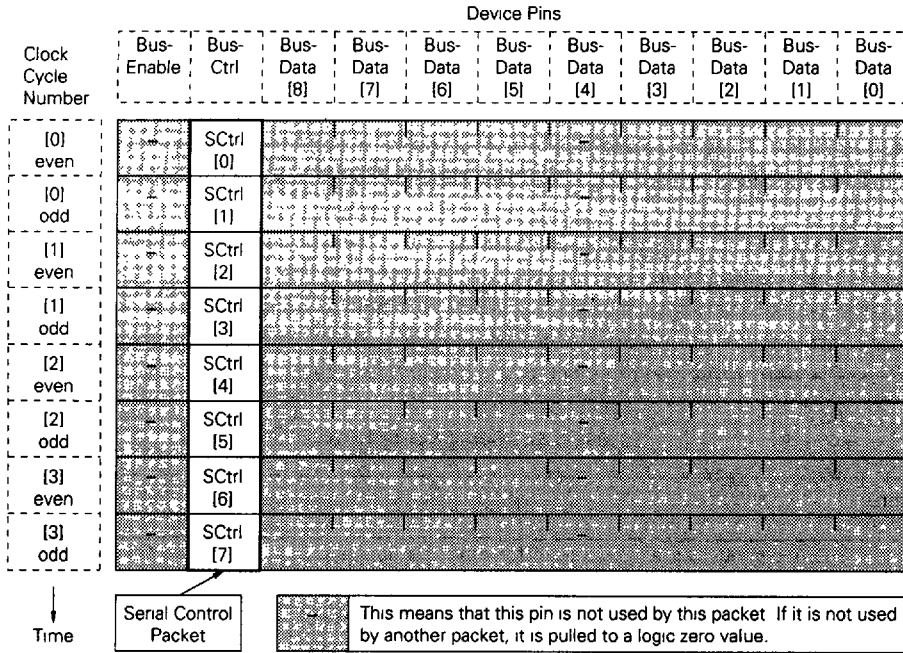 Device Pins
Clock Cycle Number
Bus-Enable Bus-Ctrl Bus-Data [8] Bus-Data [7] Bus-Data [6] Bus-Data [5] Bus-Data [4] Bus-Data [3] Bus-Data [2] Bus-Data [1] Bus-Data [0]
[0] even - SCtrl [0] -
[0] odd - SCtrl [1] -
[1] even - SCtrl [2] -
[1] odd - SCtrl [3] -
[2] even - SCtrl [4] -
[2] odd - SCtrl [5] -
[3] even - SCtrl [6] -
[3] odd - SCtrl [7] -
Time
Serial Control
Packet
- This means that this pin is not used by this packet If it is not used
by another packet, it is pulled to a logic zero value.